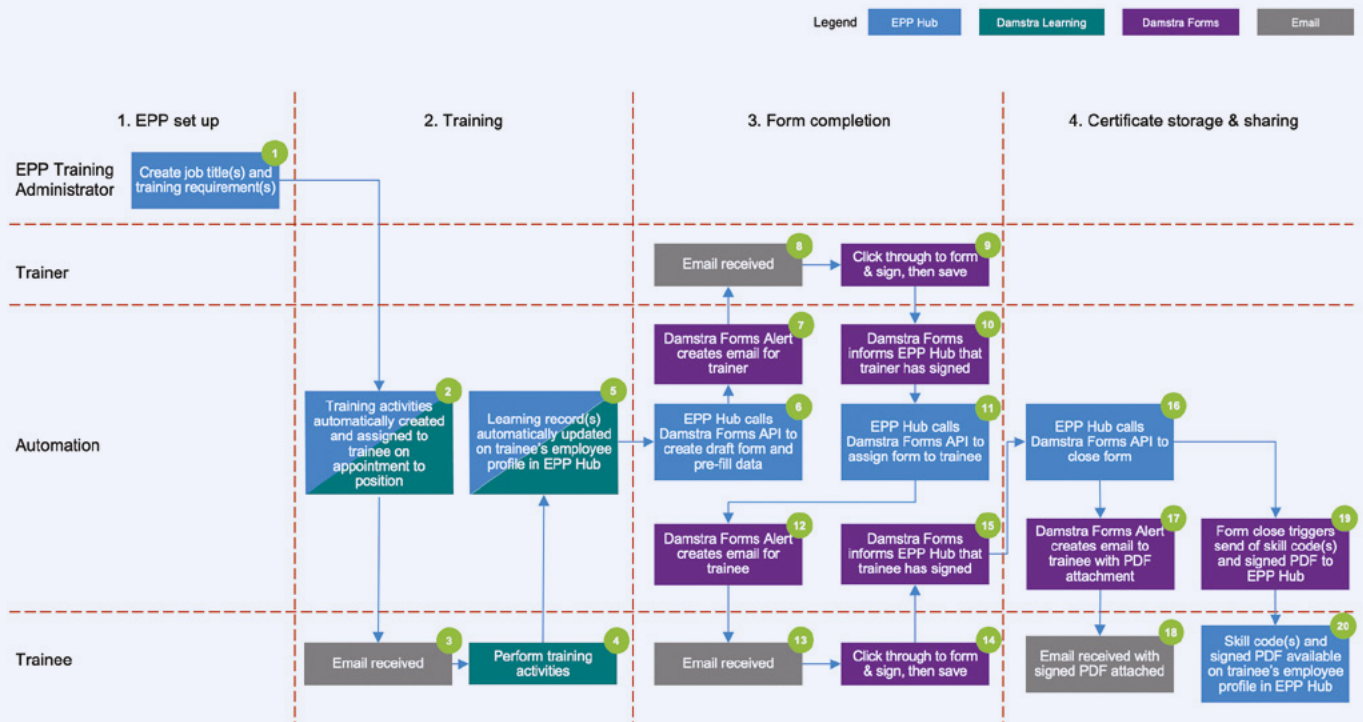 Legend
EPP Hub
Damstra Learning
Damstra Forms
Email
1. EPP set up
2. Training
3. Form completion
4. Certificate storage & sharing
EPP Training
Administrator
1
Create job title(s) and
training requirement(s)
Trainer
8
Email received
9
Click through to form
& sign, then save
Automation
2
Training activities
automatically created
and assigned to
trainee on
appointment to
position
5
Learning record(s)
automatically updated
on trainee's employee
profile in EPP Hub
7
Damstra Forms Alert
creates email for
trainer
6
EPP Hub calls
Damstra Forms API to
create draft form and
pre-fill data
10
Damstra Forms
informs EPP Hub that
trainer has signed
11
EPP Hub calls
Damstra Forms API to
assign form to trainee
12
Damstra Forms Alert
creates email for
trainee
15
Damstra Forms
informs EPP Hub that
trainee has signed
16
EPP Hub calls
Damstra Forms API to
close form
17
Damstra Forms Alert
creates email to
trainee with PDF
attachment
19
Form close triggers
send of skill code(s)
and signed PDF to
EPP Hub
Trainee
3
Email received
4
Perform training
activities
13
Email received
14
Click through to form
& sign, then save
18
Email received with
signed PDF attached
20
Skill code(s) and
signed PDF available
on trainee's employee
profile in EPP Hub